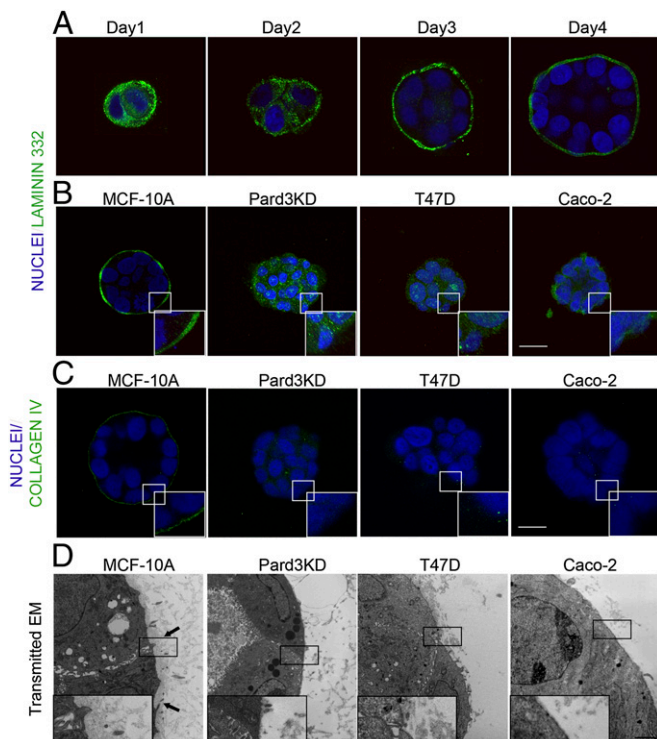 A
Day1 Day2 Day3 Day4
NUCLEI LAMININ 332
B
MCF-10A Pard3KD T47D Caco-2
C
MCF-10A Pard3KD T47D Caco-2
NUCLEI/
COLLAGEN IV
D
MCF-10A Pard3KD T47D Caco-2
Transmitted EM